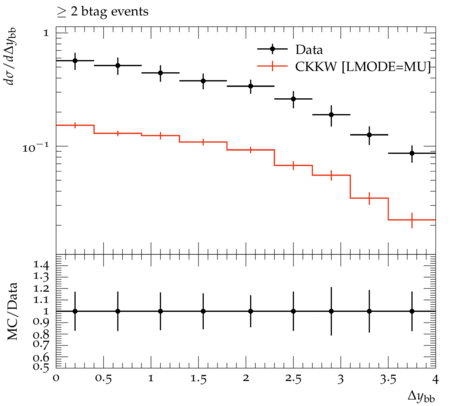 ≥ 2 btag events
dσ/dΔy_bb
1
10⁻¹
Data
CKKW [LMODE=MU]
MC/Data
1.4
1.3
1.2
1.1
1
0.9
0.8
0.7
0.6
0.5
0 0.5 1 1.5 2 2.5 3 3.5 4
Δy_bb